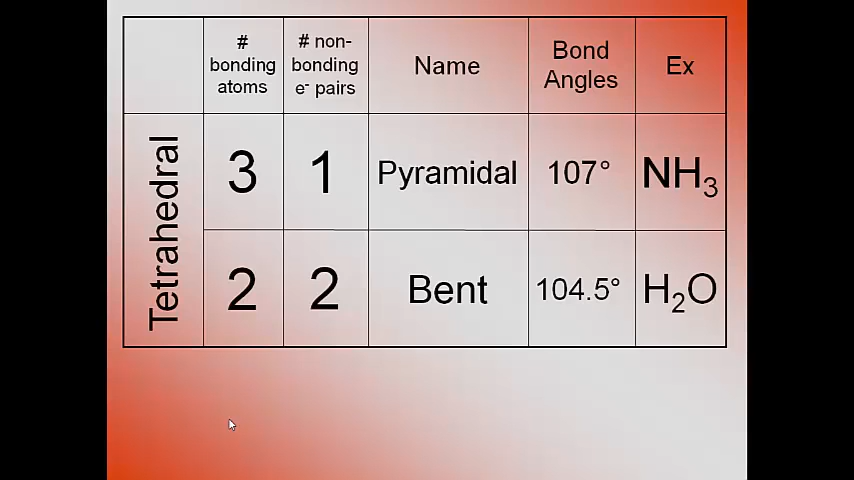 #
bonding
atoms
# non-
bonding
e⁻ pairs
Name
Bond
Angles
Ex
Tetrahedral
3
1
Pyramidal
107°
NH₃
2
2
Bent
104.5°
H₂O